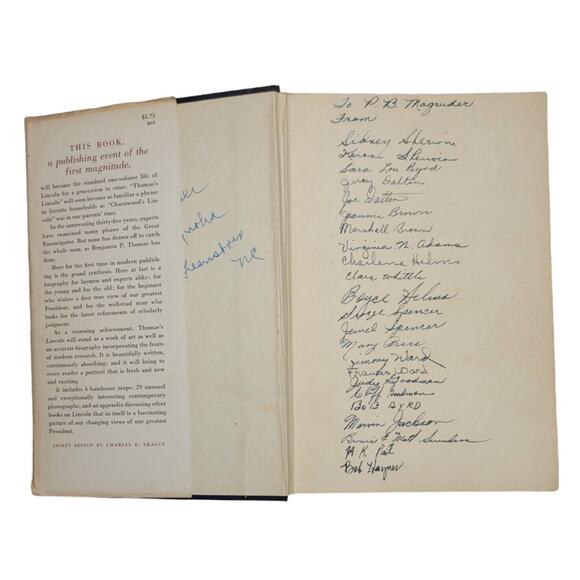 $3.75
net
THIS BOOK,
a publishing event of the
first magnitude,
will become the standard one-volume life of
Lincoln for a generation to come. "Thomas's
Lincoln" will soon become as familiar a phrase
in literate households as "Charnwood's Lin-
coln" was in our parents' time.
In the intervening thirty-five years, experts
have examined many phases of the Great
Emancipator. But none has drawn off to catch
the whole man, as Benjamin P. Thomas has
done.
Here for the first time in modern publish-
ing is the grand synthesis. Here at last is a
biography for laymen and experts alike; for
the young and for the old; for the beginner
who wishes a first true view of our greatest
President, and for the well-read man who
looks for the latest refinements of scholarly
judgment.
As a crowning achievement, Thomas's
Lincoln will stand as a work of art as well as
an accurate biography incorporating the fruits
of modern research. It is beautifully written,
continuously absorbing; and it will bring to
every reader a portrait that is fresh and new
and exciting.
It includes 4 handsome maps; 29 unusual
and exceptionally interesting contemporary
photographs; and an appendix discussing other
books on Lincoln that in itself is a fascinating
picture of our changing views of our greatest
President.
JACKET DESIGN BY CHARLES E. SKAGGS
NC
To P. B. Magruder
From
Sidney Sherwin
Sara Lou Byrd
Jerry Dalton
Joe Dalton
Jeannie Brown
Marshell Brown
Virginia N. Adams
Charlene Helms
Clara
Boyce Helms
George Spencer
Jewel Spencer
Mary Price
Jimmy Ward
Frances Ward
Judy Goodman
Bob BYRD
Marvin Jackson
H. K.
Bob Haynes